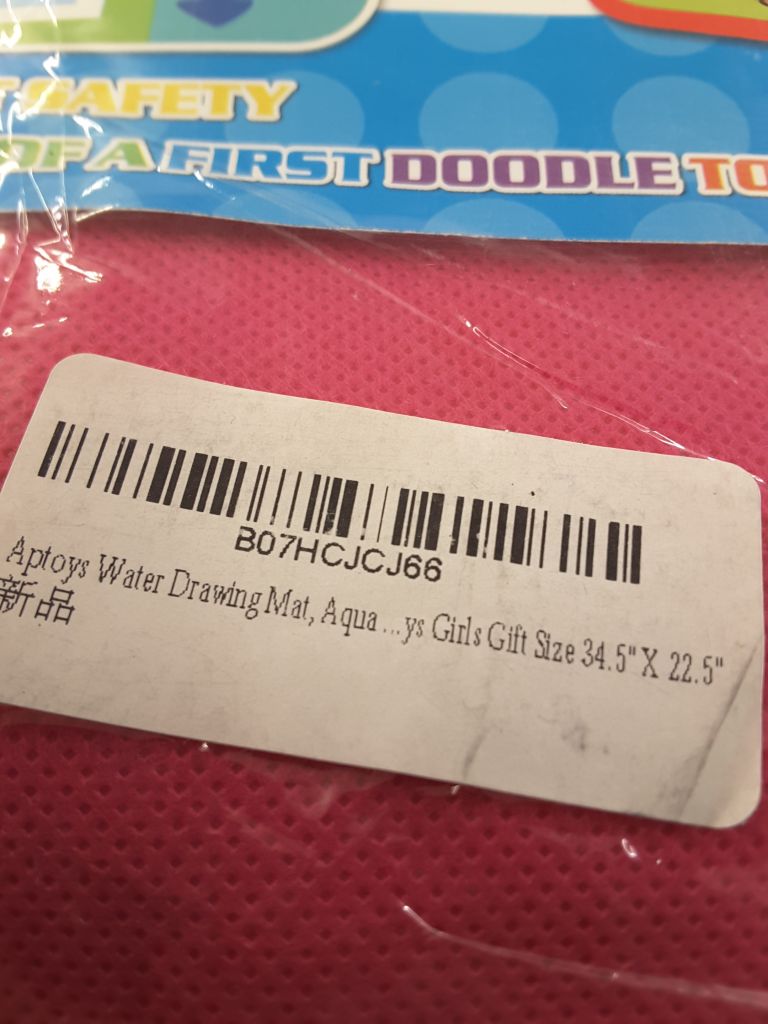 SAFETY
OF A FIRST DOODLE TO
B07HCJCJ66
Aptoys Water Drawing Mat, Aqua ...ys Girls Gift Size 34.5" X 22.5"
新品